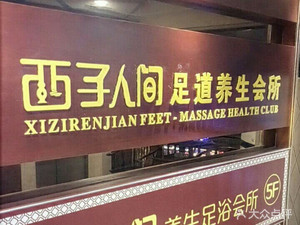 西子人间 足道养生会所
XIZIRENJIAN FEET - MASSAGE HEALTH CLUB
间 养生足浴会所 5F
大众点评